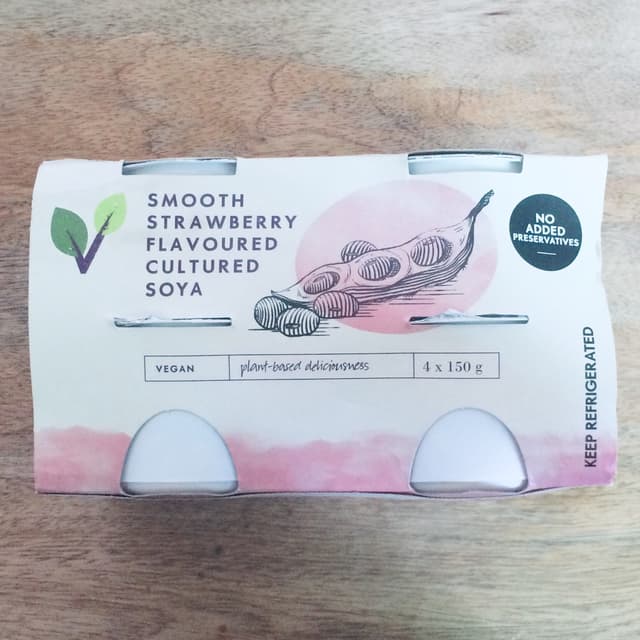 SMOOTH
STRAWBERRY
FLAVOURED
CULTURED
SOYA
NO
ADDED
PRESERVATIVES
VEGAN
plant-based deliciousness
4 x 150 g
KEEP REFRIGERATED